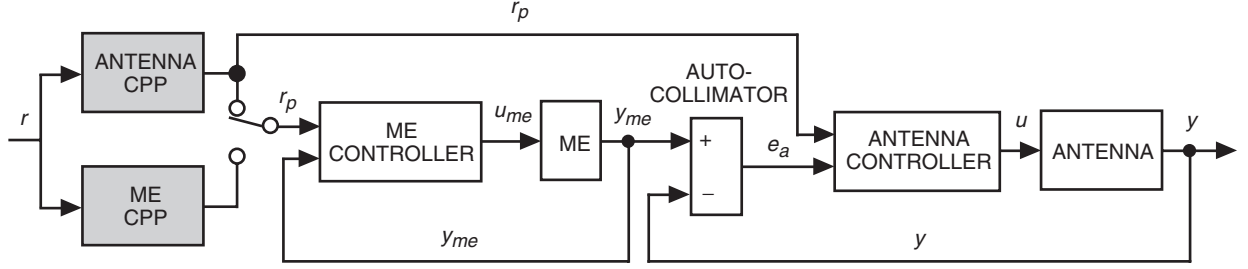 r_p
ANTENNA
CPP
AUTO-
COLLIMATOR
r
r_p
ME
CONTROLLER
u_me
ME
y_me
+
−
e_a
ANTENNA
CONTROLLER
u
ANTENNA
y
ME
CPP
y_me
y